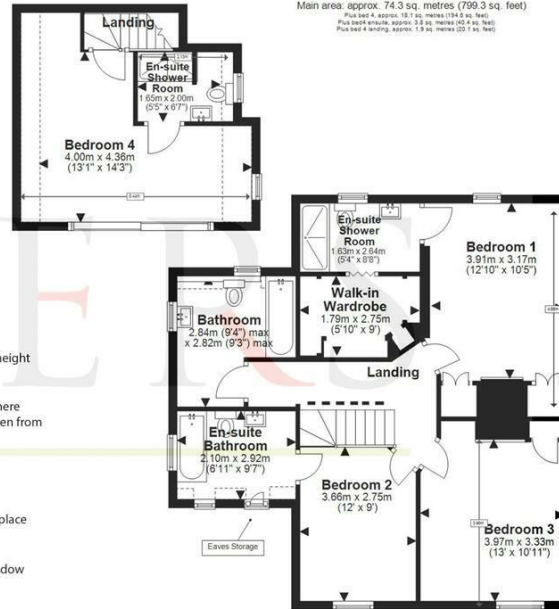 Main area: approx. 74.3 sq. metres (799.3 sq. feet)
Plus bed 4, approx. 18.1 sq. metres (194.6 sq. feet)
Plus bed4 ensuite, approx. 3.8 sq. metres (40.4 sq. feet)
Plus bed 4 landing, approx. 1.9 sq. metres (20.1 sq. feet)
Landing
En-suite
Shower
Room
1.65m x 2.00m
(5'5" x 6'7")
Bedroom 4
4.00m x 4.36m
(13'1" x 14'3")
En-suite
Shower
Room
1.63m x 2.64m
(5'4" x 8'8")
Bedroom 1
3.91m x 3.17m
(12'10" x 10'5")
Walk-in
Wardrobe
1.79m x 2.75m
(5'10" x 9')
Bathroom
2.84m (9'4") max
x 2.82m (9'3") max
Landing
En-suite
Bathroom
2.10m x 2.92m
(6'11" x 9'7")
Bedroom 2
3.66m x 2.75m
(12' x 9')
Bedroom 3
3.97m x 3.33m
(13' x 10'11")
Eaves Storage
height
here
en from
place
dow
ERS